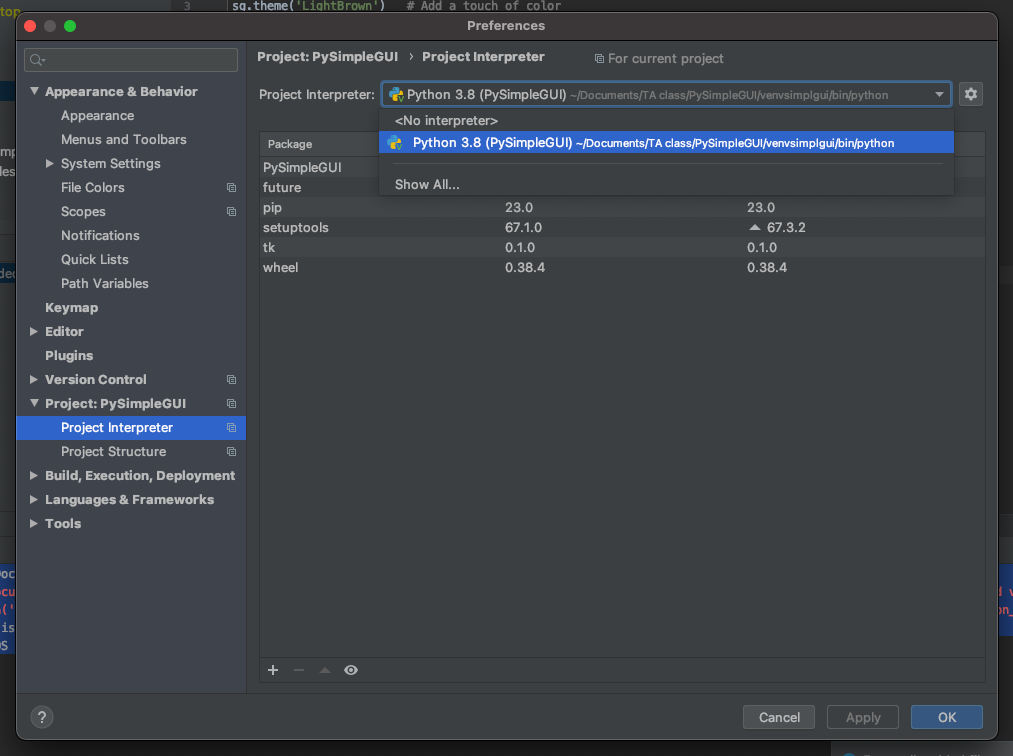 top
3 sg.theme('LightBrown') # Add a touch of color
Preferences
Project: PySimpleGUI › Project Interpreter For current project
Project Interpreter: Python 3.8 (PySimpleGUI) ~/Documents/TA class/PySimpleGUI/venvsimplgui/bin/python
<No interpreter>
Python 3.8 (PySimpleGUI) ~/Documents/TA class/PySimpleGUI/venvsimplgui/bin/python
Show All...
Appearance & Behavior
Appearance
Menus and Toolbars
System Settings
File Colors
Scopes
Notifications
Quick Lists
Path Variables
Keymap
Editor
Plugins
Version Control
Project: PySimpleGUI
Project Interpreter
Project Structure
Build, Execution, Deployment
Languages & Frameworks
Tools
Package
PySimpleGUI
future
pip 23.0 23.0
setuptools 67.1.0 67.3.2
tk 0.1.0 0.1.0
wheel 0.38.4 0.38.4
?
Cancel
Apply
OK